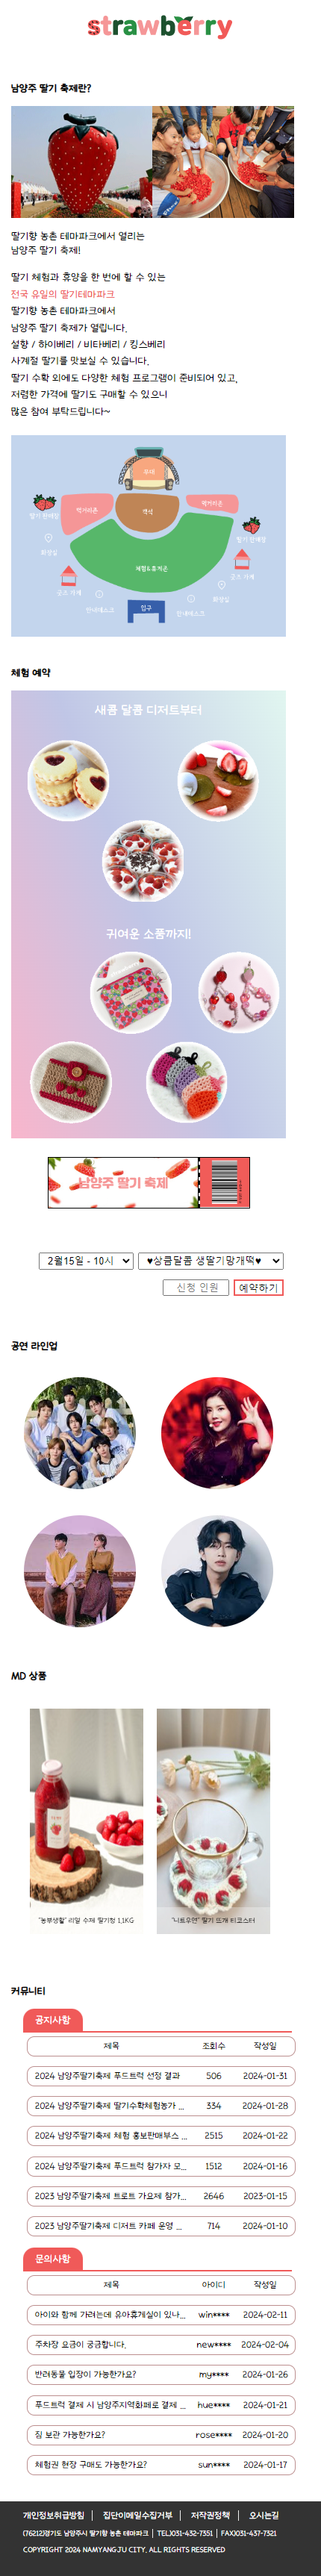 strawberry
남양주 딸기 축제란?
딸기향 농촌 테마파크에서 열리는
남양주 딸기 축제!
딸기 체험과 휴양을 한 번에 할 수 있는
전국 유일의 딸기테마파크
딸기향 농촌 테마파크에서
남양주 딸기 축제가 열립니다.
설향 / 하이베리 / 비타베리 / 킹스베리
사계절 딸기를 맛보실 수 있습니다.
딸기 수확 외에도 다양한 체험 프로그램이 준비되어 있고,
저렴한 가격에 딸기도 구매할 수 있으니
많은 참여 부탁드립니다~
무대
먹거리존
객석
먹거리존
딸기 판매장
딸기 판매장
화장실
체험&휴게존
굿즈 가게
굿즈 가게
화장실
안내데스크
입구
안내데스크
체험 예약
새콤 달콤 디저트부터
귀여운 소품까지!
남양주 딸기 축제
2월15일 - 10시
♥상큼달콤 생딸기망개떡♥
신청 인원
예약하기
공연 라인업
MD 상품
"농부생활" 리얼 수제 딸기청 1.1KG
"니트우연" 딸기 뜨개 티코스터
커뮤니티
공지사항
제목 조회수 작성일
2024 남양주딸기축제 푸드트럭 선정 결과 506 2024-01-31
2024 남양주딸기축제 딸기수확체험농가 ... 334 2024-01-28
2024 남양주딸기축제 체험 홍보판매부스 ... 2515 2024-01-22
2024 남양주딸기축제 푸드트럭 참가자 모... 1512 2024-01-16
2023 남양주딸기축제 트로트 가요제 참가... 2646 2023-01-15
2023 남양주딸기축제 디저트 카페 운영 ... 714 2024-01-10
문의사항
제목 아이디 작성일
아이와 함께 가려는데 유아휴게실이 있나... win**** 2024-02-11
주차장 요금이 궁금합니다. new**** 2024-02-04
반려동물 입장이 가능한가요? my**** 2024-01-26
푸드트럭 결제 시 남양주지역화폐로 결제 ... hue**** 2024-01-21
짐 보관 가능한가요? rose**** 2024-01-20
체험권 현장 구매도 가능한가요? sun**** 2024-01-17
개인정보취급방침 | 집단이메일수집거부 | 저작권정책 | 오시는길
(76212)경기도 남양주시 딸기향 농촌 테마파크 | TEL)031-432-7351 | FAX)031-437-7321
COPYRIGHT 2024 NAMYANGJU CITY, ALL RIGHTS RESERVED